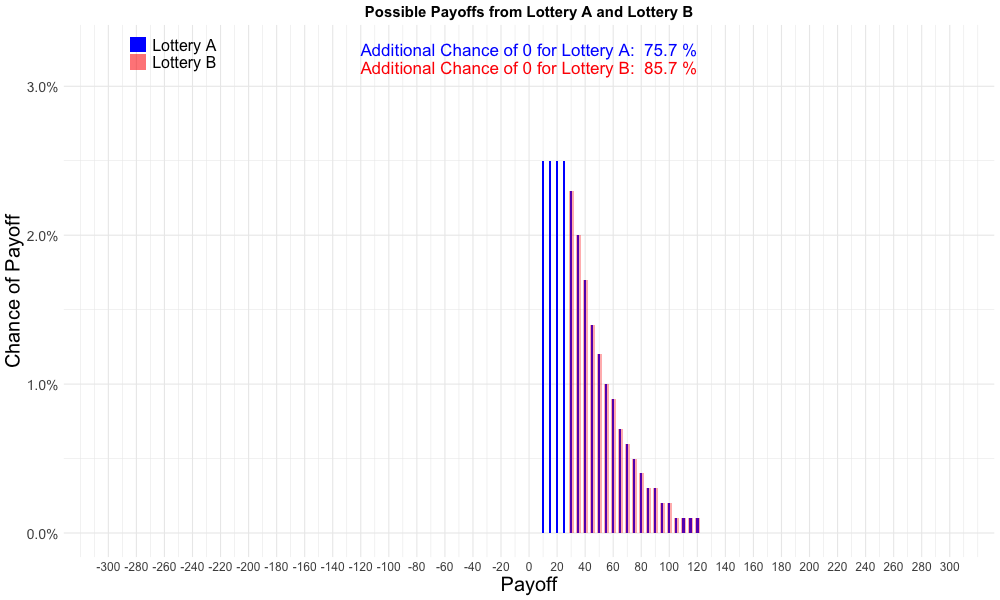 Possible Payoffs from Lottery A and Lottery B
Lottery A
Lottery B
Additional Chance of 0 for Lottery A: 75.7 %
Additional Chance of 0 for Lottery B: 85.7 %
Chance of Payoff
3.0%
2.0%
1.0%
0.0%
-300 -280 -260 -240 -220 -200 -180 -160 -140 -120 -100 -80 -60 -40 -20 0 20 40 60 80 100 120 140 160 180 200 220 240 260 280 300
Payoff